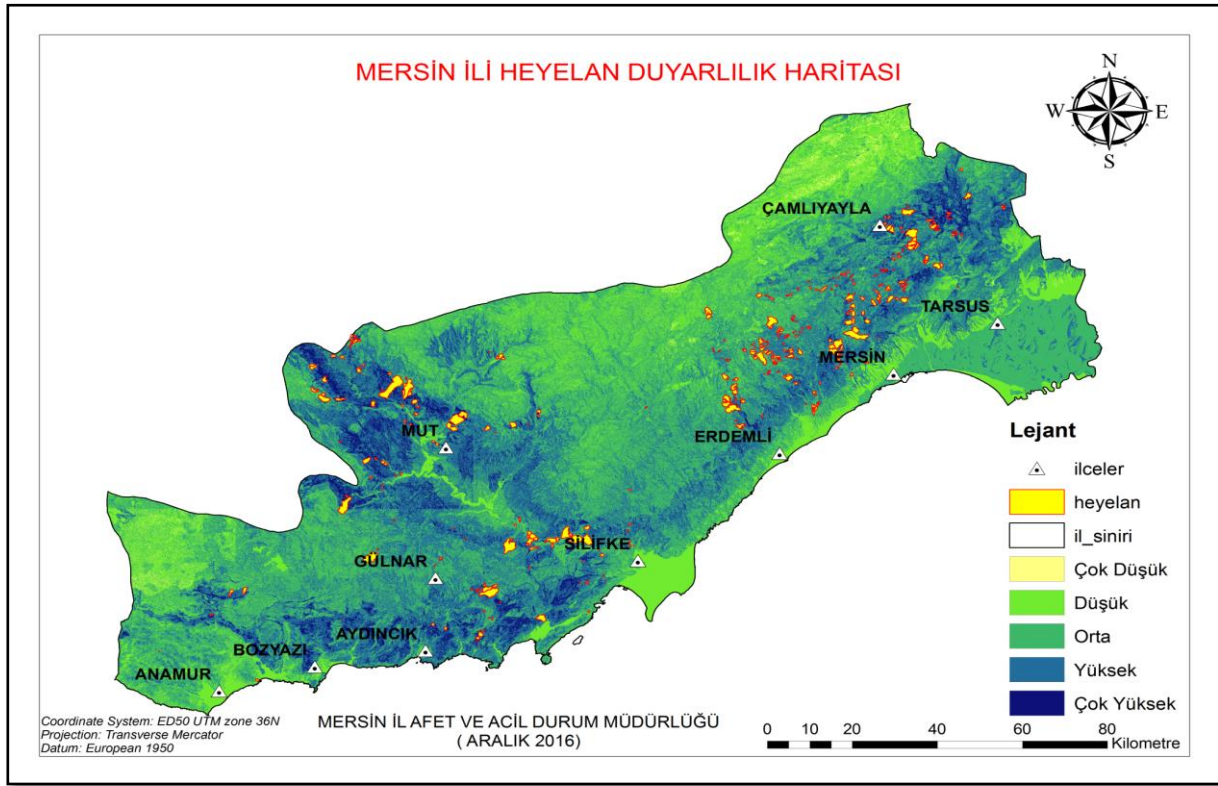 MERSİN İLİ HEYELAN DUYARLILIK HARİTASI
N
W
E
S
ÇAMLIYAYLA
TARSUS
MERSİN
ERDEMLİ
MUT
SİLİFKE
GÜLNAR
AYDINCIK
BOZYAZI
ANAMUR
Lejant
ilceler
heyelan
il_siniri
Çok Düşük
Düşük
Orta
Yüksek
Çok Yüksek
Coordinate System: ED50 UTM zone 36N
Projection: Transverse Mercator
Datum: European 1950
MERSİN İL AFET VE ACİL DURUM MÜDÜRLÜĞÜ
( ARALIK 2016)
0 10 20 40 60 80
Kilometre